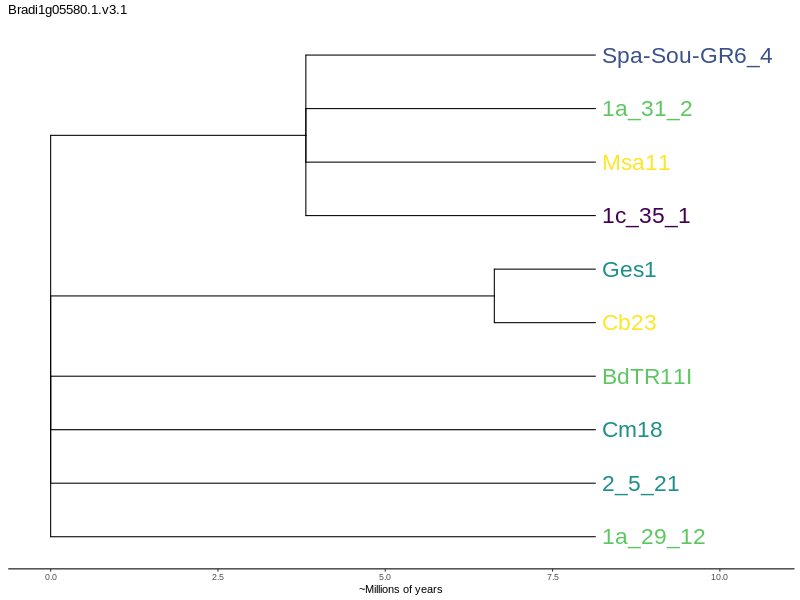 Bradi1g05580.1.v3.1
Spa-Sou-GR6_4
1a_31_2
Msa11
1c_35_1
Ges1
Cb23
BdTR11I
Cm18
2_5_21
1a_29_12
0.0 2.5 5.0 7.5 10.0
~Millions of years